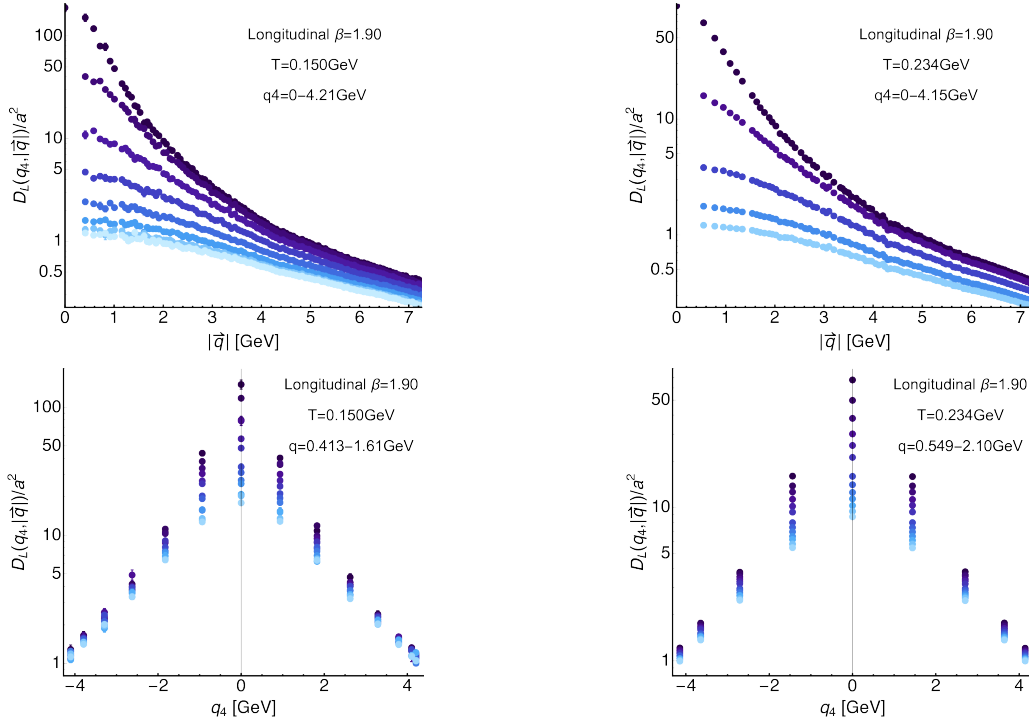 100
50
10
5
1
0.5
D_L(q_4,|q⃗|)/a^2
Longitudinal β=1.90
T=0.150GeV
q4=0−4.21GeV
0 1 2 3 4 5 6 7
|q⃗| [GeV]
50
10
5
1
0.5
D_L(q_4,|q⃗|)/a^2
Longitudinal β=1.90
T=0.234GeV
q4=0−4.15GeV
0 1 2 3 4 5 6 7
|q⃗| [GeV]
100
50
10
5
1
D_L(q_4,|q⃗|)/a^2
Longitudinal β=1.90
T=0.150GeV
q=0.413−1.61GeV
−4 −2 0 2 4
q_4 [GeV]
50
10
5
1
D_L(q_4,|q⃗|)/a^2
Longitudinal β=1.90
T=0.234GeV
q=0.549−2.10GeV
−4 −2 0 2 4
q_4 [GeV]